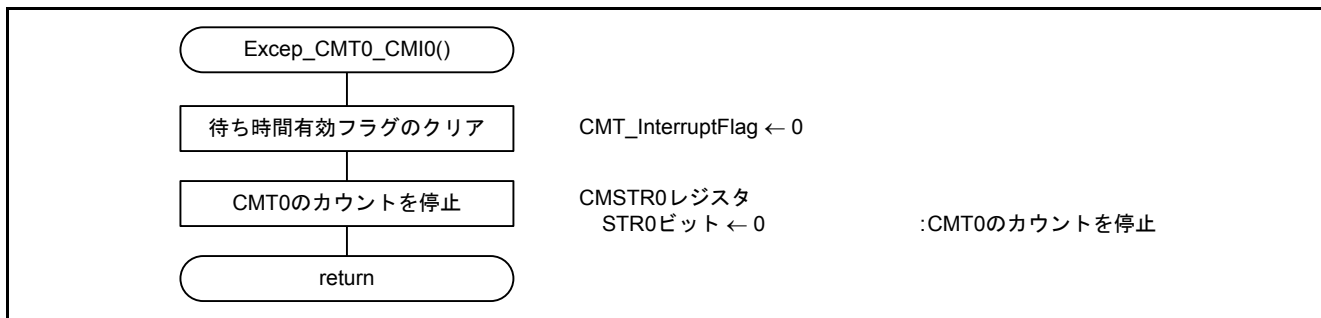 Excep_CMT0_CMI0()
待ち時間有効フラグのクリア
CMT_InterruptFlag ← 0
CMT0のカウントを停止
CMSTR0レジスタ
STR0ビット ← 0 :CMT0のカウントを停止
return